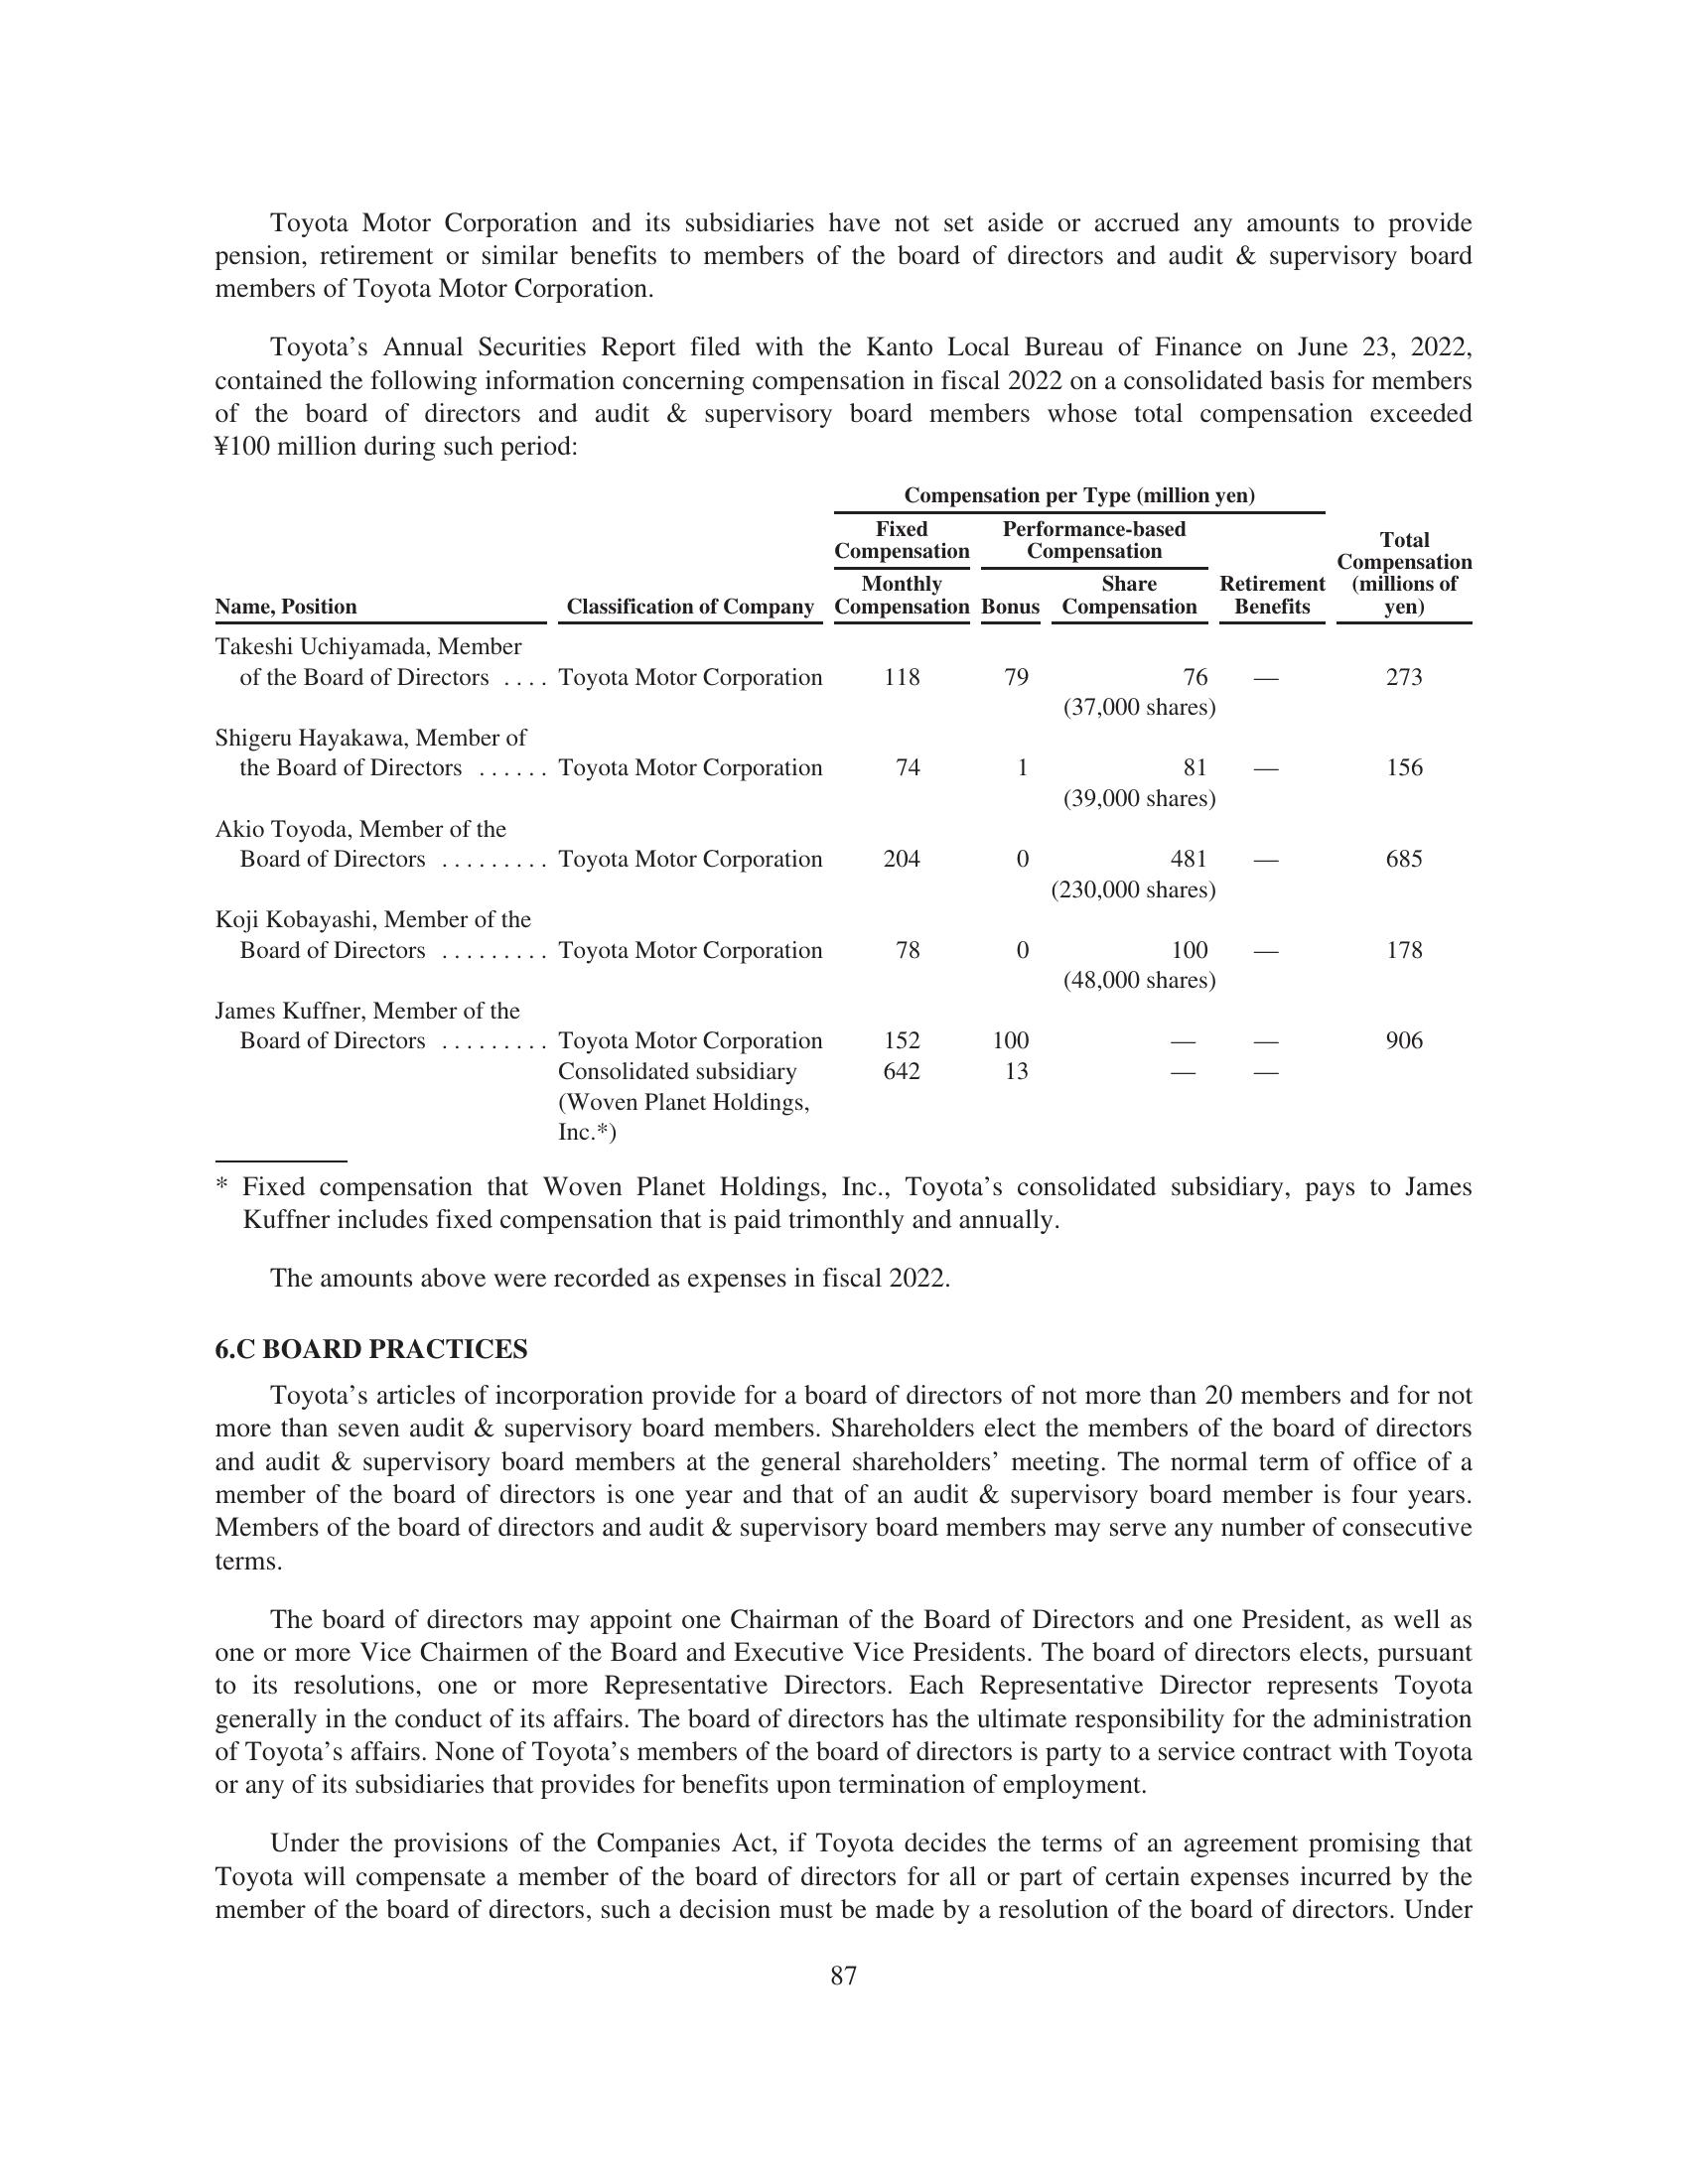 Toyota Motor Corporation and its subsidiaries have not set aside or accrued any amounts to provide
pension, retirement or similar benefits to members of the board of directors and audit & supervisory board
members of Toyota Motor Corporation.
Toyota’s Annual Securities Report filed with the Kanto Local Bureau of Finance on June 23, 2022,
contained the following information concerning compensation in fiscal 2022 on a consolidated basis for members
of the board of directors and audit & supervisory board members whose total compensation exceeded
¥100 million during such period:
Compensation per Type (million yen)
Fixed Performance-based
Compensation Compensation Total
Compensation
Monthly Share Retirement (millions of
Name, Position Classification of Company Compensation Bonus Compensation Benefits yen)
Takeshi Uchiyamada, Member
of the Board of Directors .... Toyota Motor Corporation 118 79 76 — 273
(37,000 shares)
Shigeru Hayakawa, Member of
the Board of Directors ...... Toyota Motor Corporation 74 1 81 — 156
(39,000 shares)
Akio Toyoda, Member of the
Board of Directors ......... Toyota Motor Corporation 204 0 481 — 685
(230,000 shares)
Koji Kobayashi, Member of the
Board of Directors ......... Toyota Motor Corporation 78 0 100 — 178
(48,000 shares)
James Kuffner, Member of the
Board of Directors ......... Toyota Motor Corporation 152 100 — — 906
Consolidated subsidiary 642 13 — —
(Woven Planet Holdings,
Inc.*)
* Fixed compensation that Woven Planet Holdings, Inc., Toyota’s consolidated subsidiary, pays to James
Kuffner includes fixed compensation that is paid trimonthly and annually.
The amounts above were recorded as expenses in fiscal 2022.
6.C BOARD PRACTICES
Toyota’s articles of incorporation provide for a board of directors of not more than 20 members and for not
more than seven audit & supervisory board members. Shareholders elect the members of the board of directors
and audit & supervisory board members at the general shareholders’ meeting. The normal term of office of a
member of the board of directors is one year and that of an audit & supervisory board member is four years.
Members of the board of directors and audit & supervisory board members may serve any number of consecutive
terms.
The board of directors may appoint one Chairman of the Board of Directors and one President, as well as
one or more Vice Chairmen of the Board and Executive Vice Presidents. The board of directors elects, pursuant
to its resolutions, one or more Representative Directors. Each Representative Director represents Toyota
generally in the conduct of its affairs. The board of directors has the ultimate responsibility for the administration
of Toyota’s affairs. None of Toyota’s members of the board of directors is party to a service contract with Toyota
or any of its subsidiaries that provides for benefits upon termination of employment.
Under the provisions of the Companies Act, if Toyota decides the terms of an agreement promising that
Toyota will compensate a member of the board of directors for all or part of certain expenses incurred by the
member of the board of directors, such a decision must be made by a resolution of the board of directors. Under
87